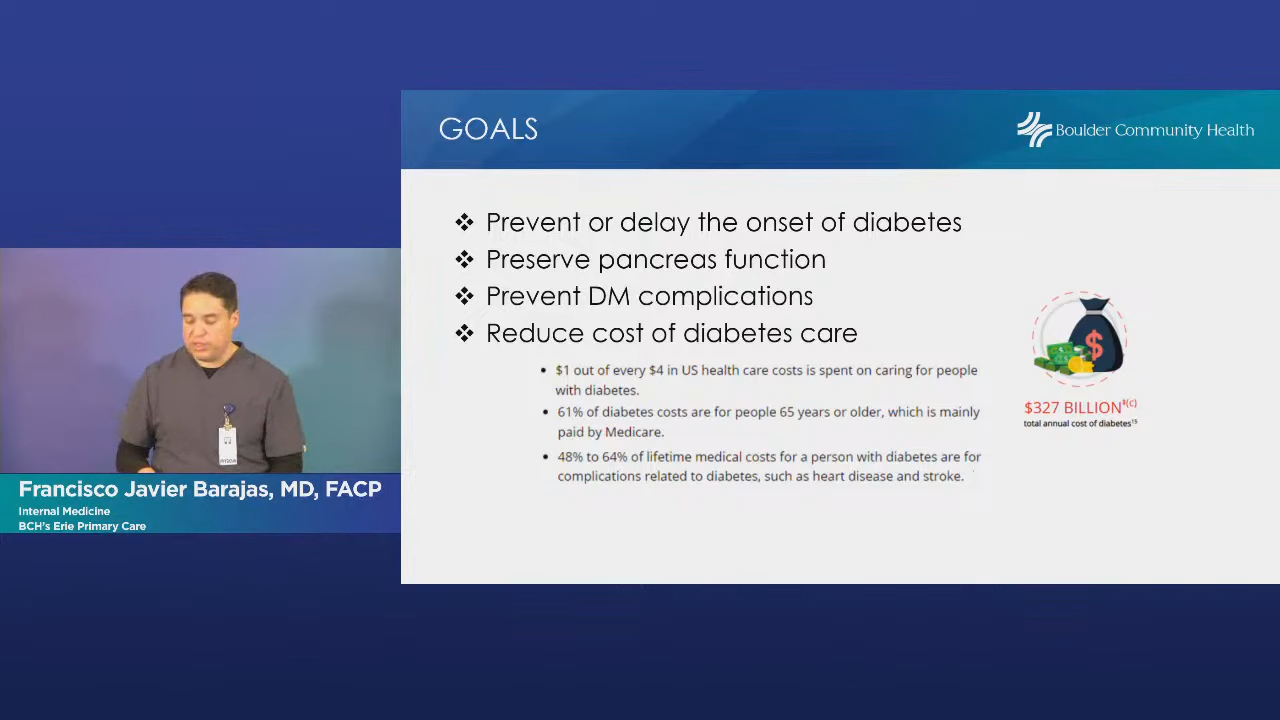 GOALS
Boulder Community Health
Prevent or delay the onset of diabetes
Preserve pancreas function
Prevent DM complications
Reduce cost of diabetes care
• $1 out of every $4 in US health care costs is spent on caring for people
with diabetes.
• 61% of diabetes costs are for people 65 years or older, which is mainly
paid by Medicare.
• 48% to 64% of lifetime medical costs for a person with diabetes are for
complications related to diabetes, such as heart disease and stroke.
$
$327 BILLION¥(c)
total annual cost of diabetes¹⁵
Francisco Javier Barajas, MD, FACP
Internal Medicine
BCH's Erie Primary Care